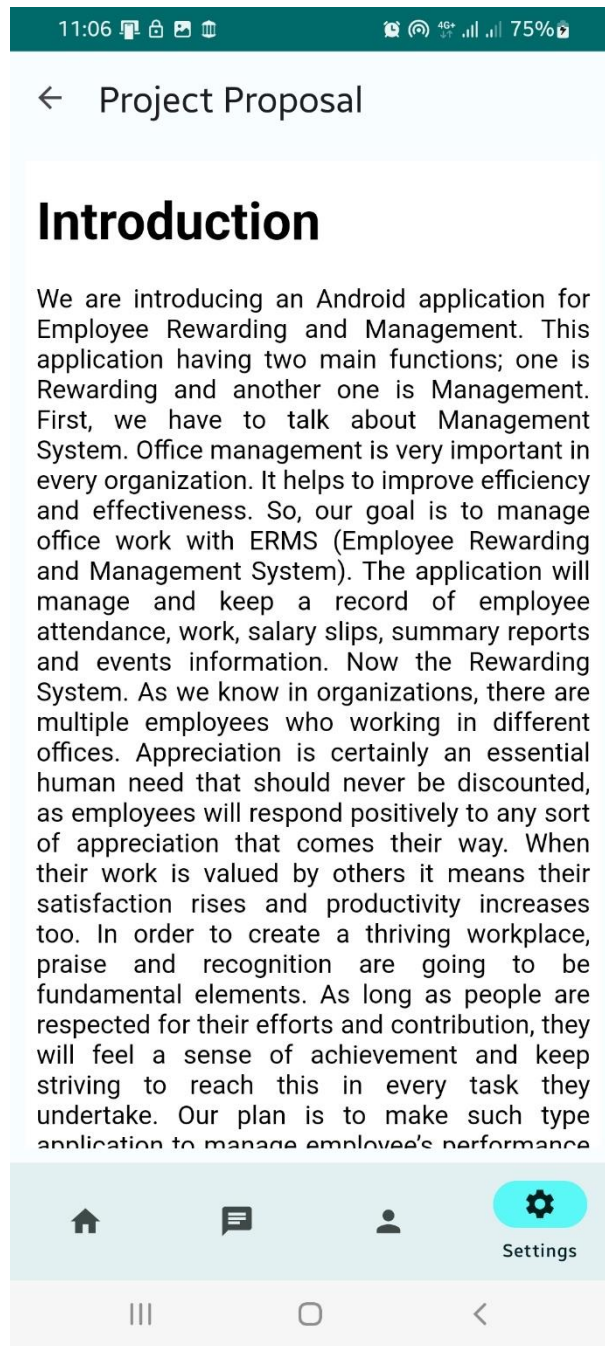 11:06
4G+
75%
Project Proposal
Introduction
We are introducing an Android application for
Employee Rewarding and Management. This
application having two main functions; one is
Rewarding and another one is Management.
First, we have to talk about Management
System. Office management is very important in
every organization. It helps to improve efficiency
and effectiveness. So, our goal is to manage
office work with ERMS (Employee Rewarding
and Management System). The application will
manage and keep a record of employee
attendance, work, salary slips, summary reports
and events information. Now the Rewarding
System. As we know in organizations, there are
multiple employees who working in different
offices. Appreciation is certainly an essential
human need that should never be discounted,
as employees will respond positively to any sort
of appreciation that comes their way. When
their work is valued by others it means their
satisfaction rises and productivity increases
too. In order to create a thriving workplace,
praise and recognition are going to be
fundamental elements. As long as people are
respected for their efforts and contribution, they
will feel a sense of achievement and keep
striving to reach this in every task they
undertake. Our plan is to make such type
application to manage employee's performance
Settings